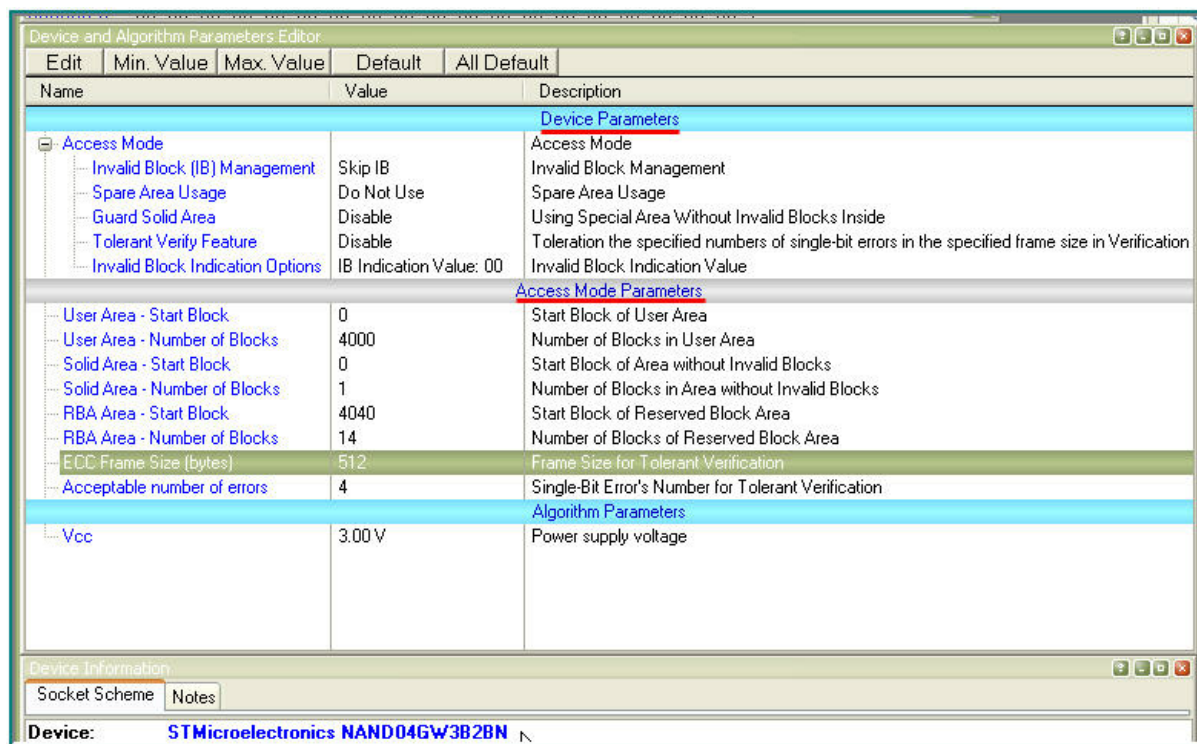 Device and Algorithm Parameters Editor
Edit Min. Value Max. Value Default All Default
Name Value Description
Device Parameters
Access Mode Access Mode
Invalid Block (IB) Management Skip IB Invalid Block Management
Spare Area Usage Do Not Use Spare Area Usage
Guard Solid Area Disable Using Special Area Without Invalid Blocks Inside
Tolerant Verify Feature Disable Toleration the specified numbers of single-bit errors in the specified frame size in Verification
Invalid Block Indication Options IB Indication Value: 00 Invalid Block Indication Value
Access Mode Parameters
User Area - Start Block 0 Start Block of User Area
User Area - Number of Blocks 4000 Number of Blocks in User Area
Solid Area - Start Block 0 Start Block of Area without Invalid Blocks
Solid Area - Number of Blocks 1 Number of Blocks in Area without Invalid Blocks
RBA Area - Start Block 4040 Start Block of Reserved Block Area
RBA Area - Number of Blocks 14 Number of Blocks of Reserved Block Area
ECC Frame Size (bytes) 512 Frame Size for Tolerant Verification
Acceptable number of errors 4 Single-Bit Error's Number for Tolerant Verification
Algorithm Parameters
Vcc 3.00 V Power supply voltage
Device Information
Socket Scheme Notes
Device: STMicroelectronics NAND04GW3B2BN